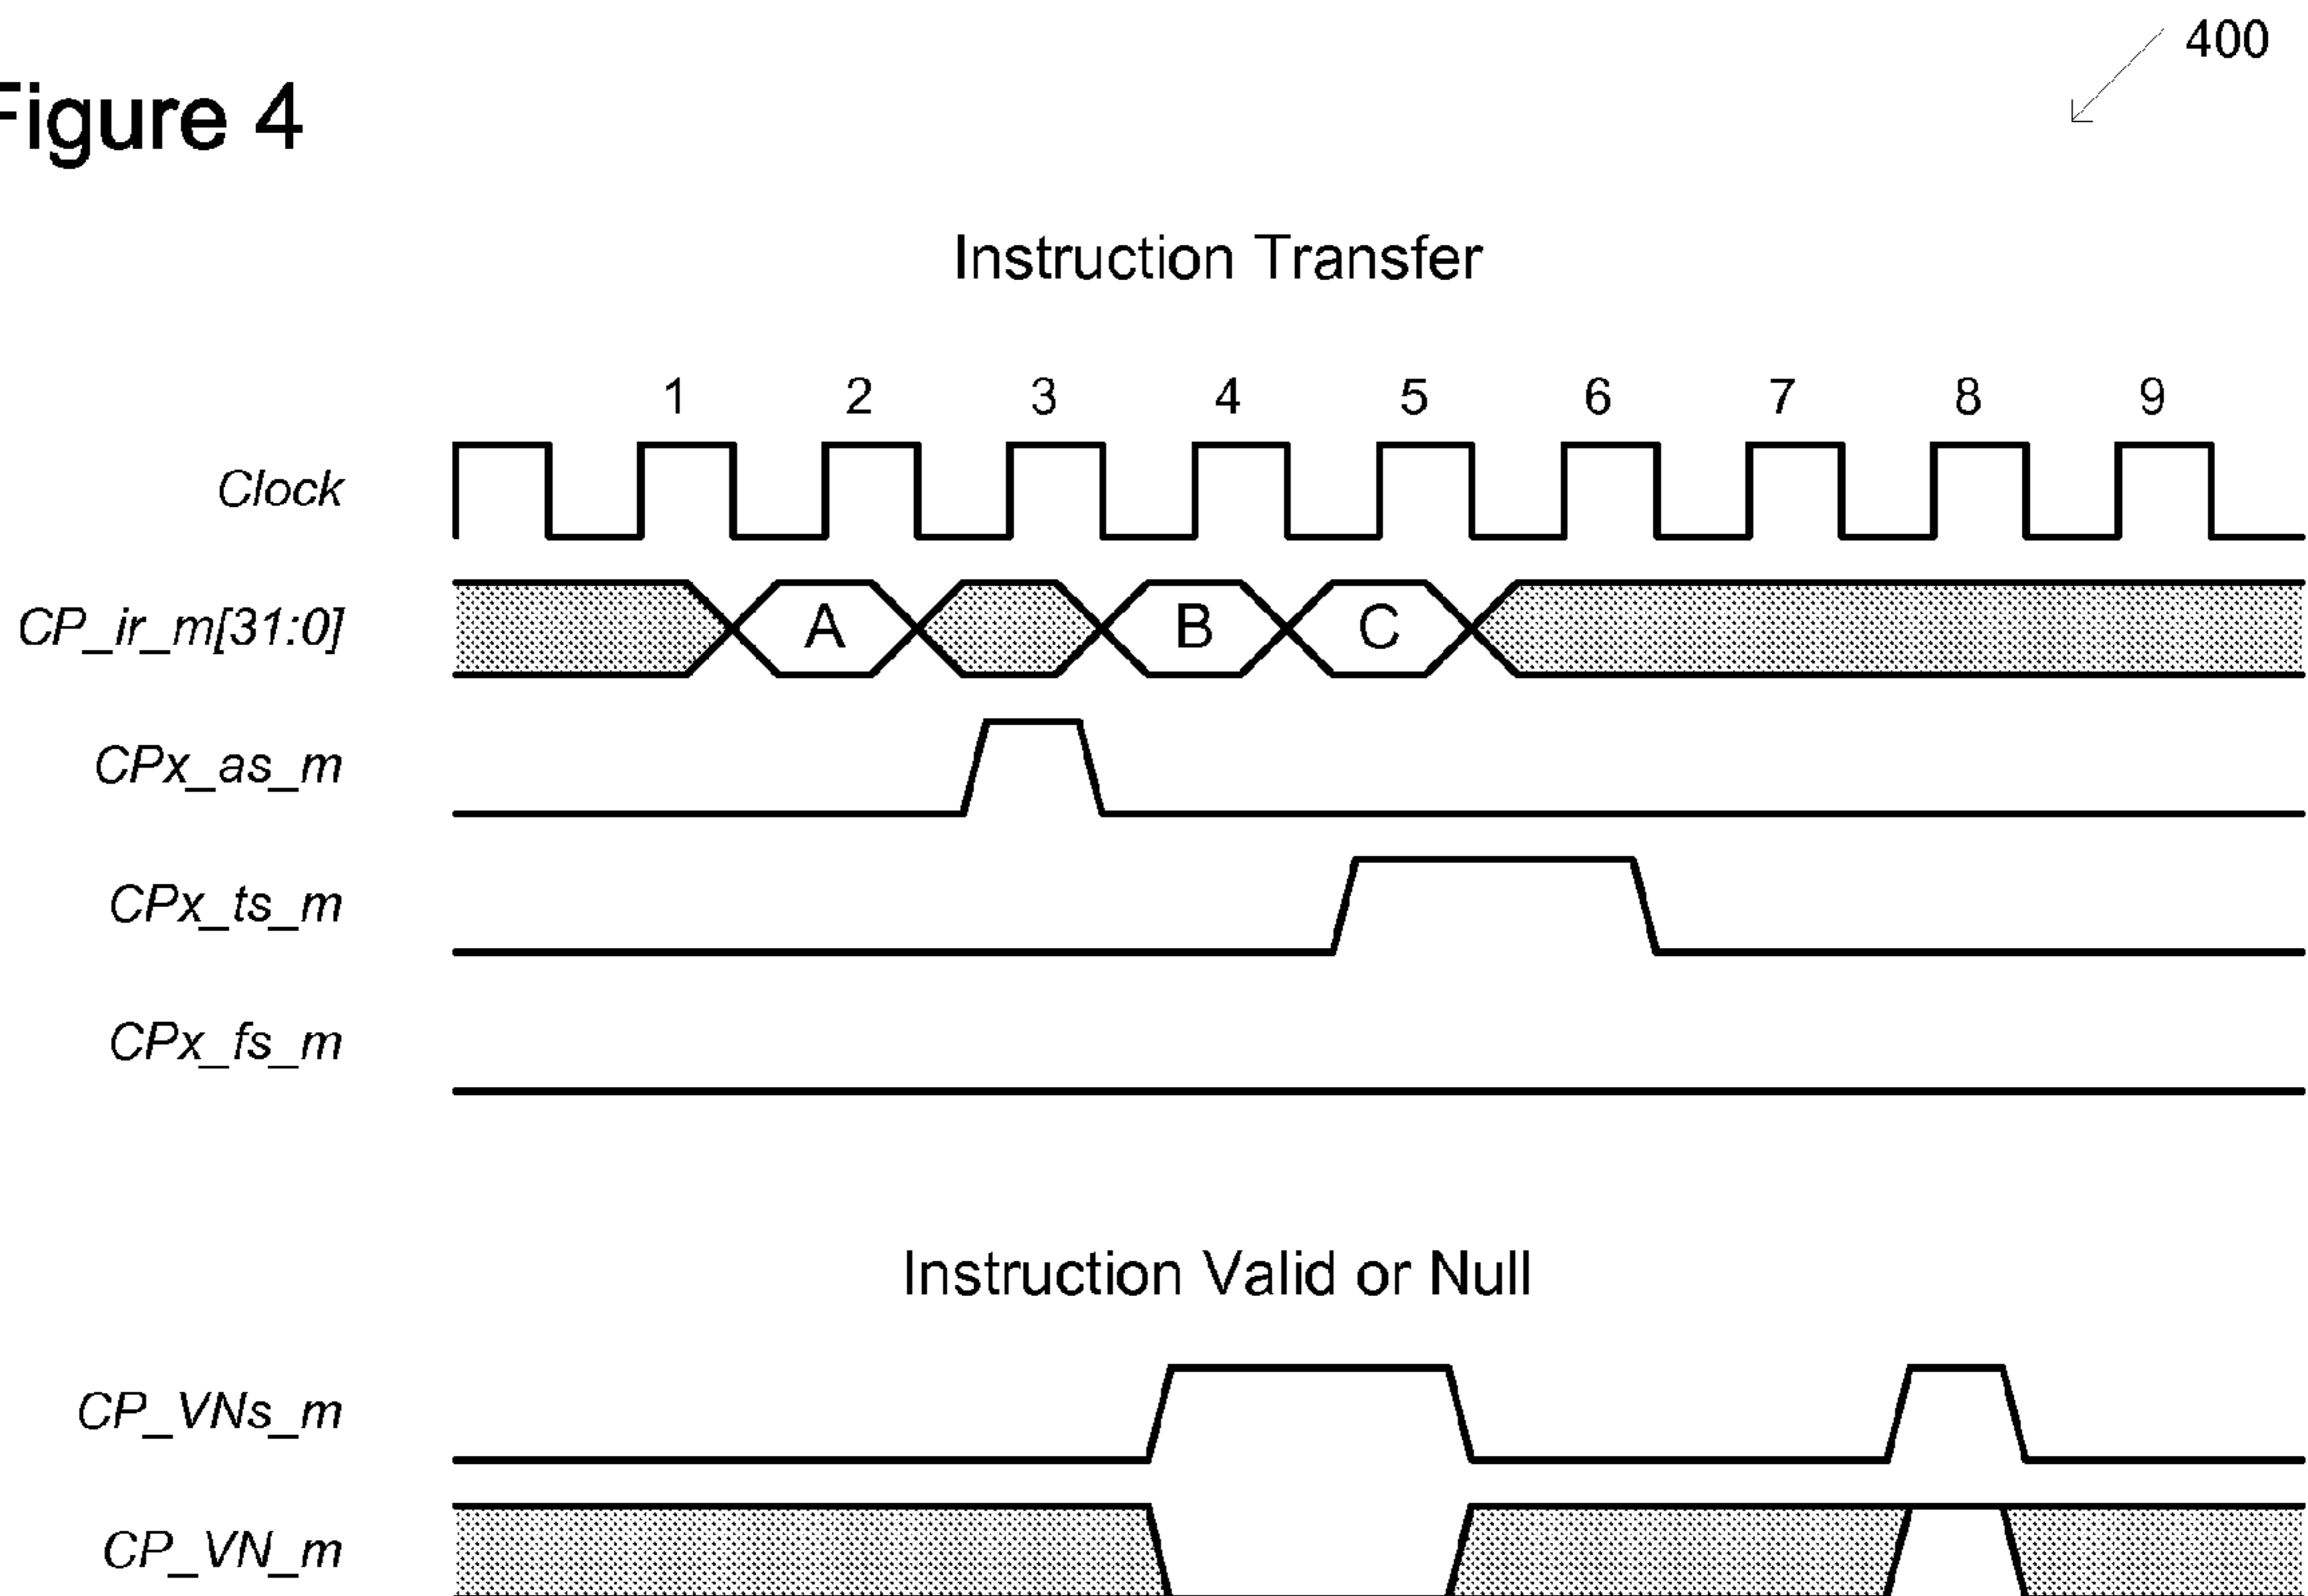 400
Figure 4
Instruction Transfer
1 2 3 4 5 6 7 8 9
Clock
CP_ir_m[31:0] A B C
CPx_as_m
CPx_ts_m
CPx_fs_m
Instruction Valid or Null
CP_VNs_m
CP_VN_m